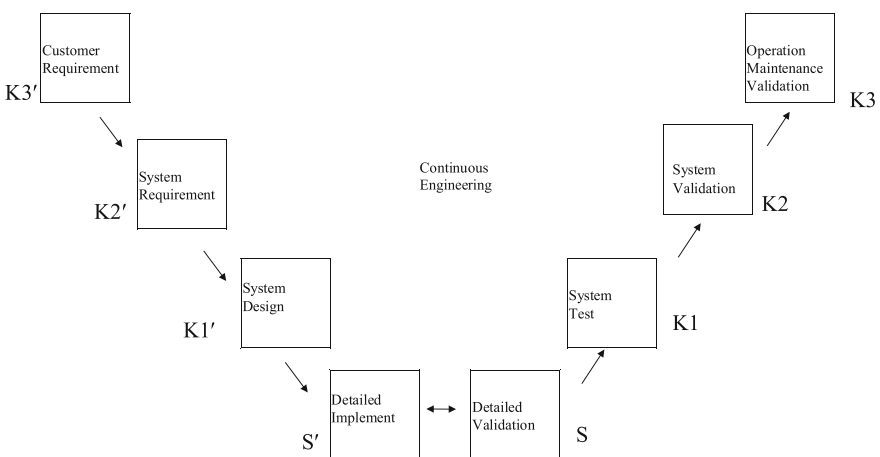 Customer
Requirement
K3′
System
Requirement
K2′
System
Design
K1′
Detailed
Implement
S′
Continuous
Engineering
Detailed
Validation
S
System
Test
K1
System
Validation
K2
Operation
Maintenance
Validation
K3